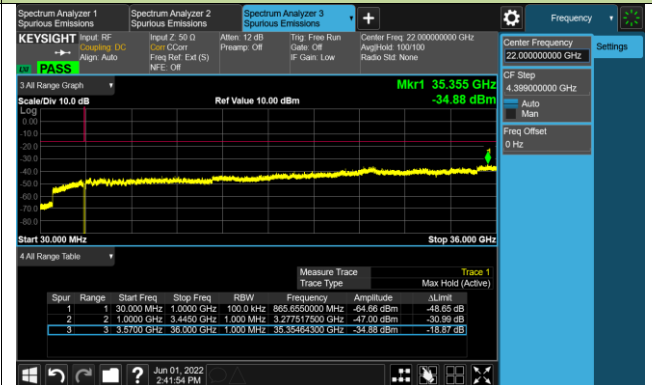 Spectrum Analyzer 1
Spurious Emissions
Spectrum Analyzer 2
Spurious Emissions
Spectrum Analyzer 3
Spurious Emissions
Frequency
KEYSIGHT
PASS
Input: RF
Coupling: DC
Align: Auto
Input Z: 50 Ω
Corr CCorr
Freq Ref: Ext (S)
NFE: Off
Atten: 12 dB
Preamp: Off
Trig: Free Run
Gate: Off
IF Gain: Low
Center Freq: 22.000000000 GHz
Avg|Hold: 100/100
Radio Std: None
Center Frequency
22.000000000 GHz
Settings
CF Step
4.399000000 GHz
Auto
Man
Freq Offset
0 Hz
3 All Range Graph
Mkr1 35.355 GHz
Scale/Div 10.0 dB
Ref Value 10.00 dBm
-34.88 dBm
Log
0.00
-10.0
-20.0
-30.0
-40.0
-50.0
-60.0
-70.0
-80.0
Start 30.000 MHz
Stop 36.000 GHz
4 All Range Table
Measure Trace Trace 1
Trace Type Max Hold (Active)
Spur Range Start Freq Stop Freq RBW Frequency Amplitude ΔLimit
1 1 30.000 MHz 1.0000 GHz 100.0 kHz 865.6550000 MHz -64.66 dBm -48.65 dB
2 2 1.0000 GHz 3.4450 GHz 1.000 MHz 3.277517500 GHz -47.00 dBm -30.99 dB
3 3 3.5700 GHz 36.000 GHz 1.000 MHz 35.35464300 GHz -34.88 dBm -18.87 dB
Jun 01, 2022
2:41:54 PM